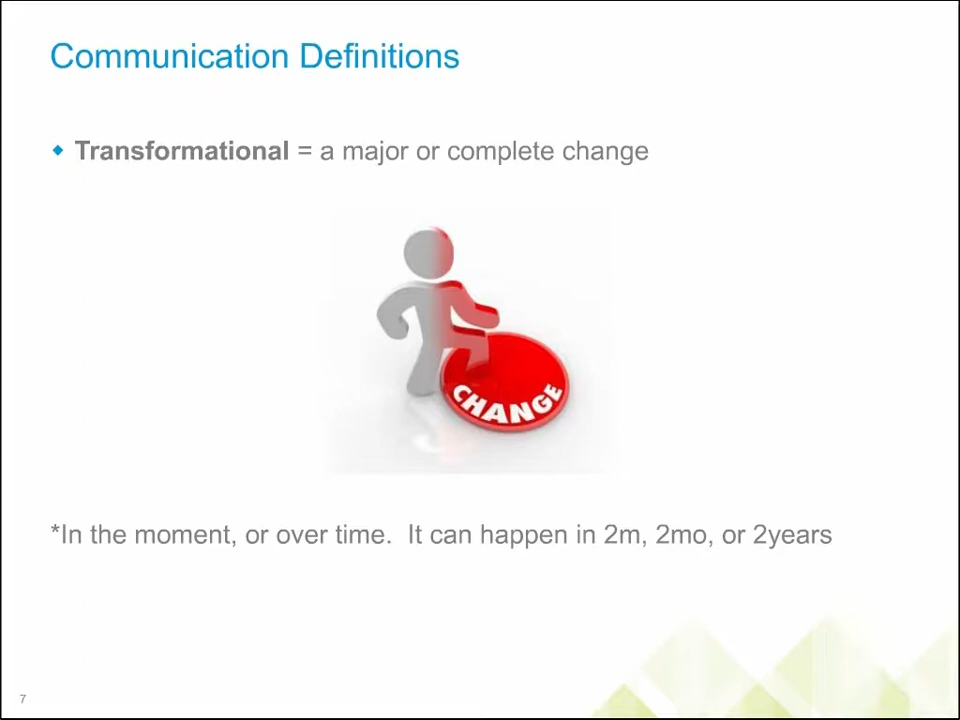 Communication Definitions
Transformational = a major or complete change
CHANGE
*In the moment, or over time.  It can happen in 2m, 2mo, or 2years
7